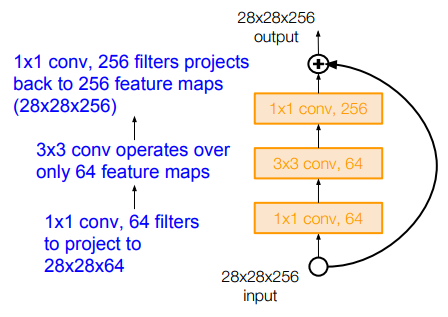 28x28x256
output
1x1 conv, 256 filters projects
back to 256 feature maps
(28x28x256)
1x1 conv, 256
3x3 conv operates over
only 64 feature maps
3x3 conv, 64
1x1 conv, 64 filters
to project to
28x28x64
1x1 conv, 64
28x28x256
input